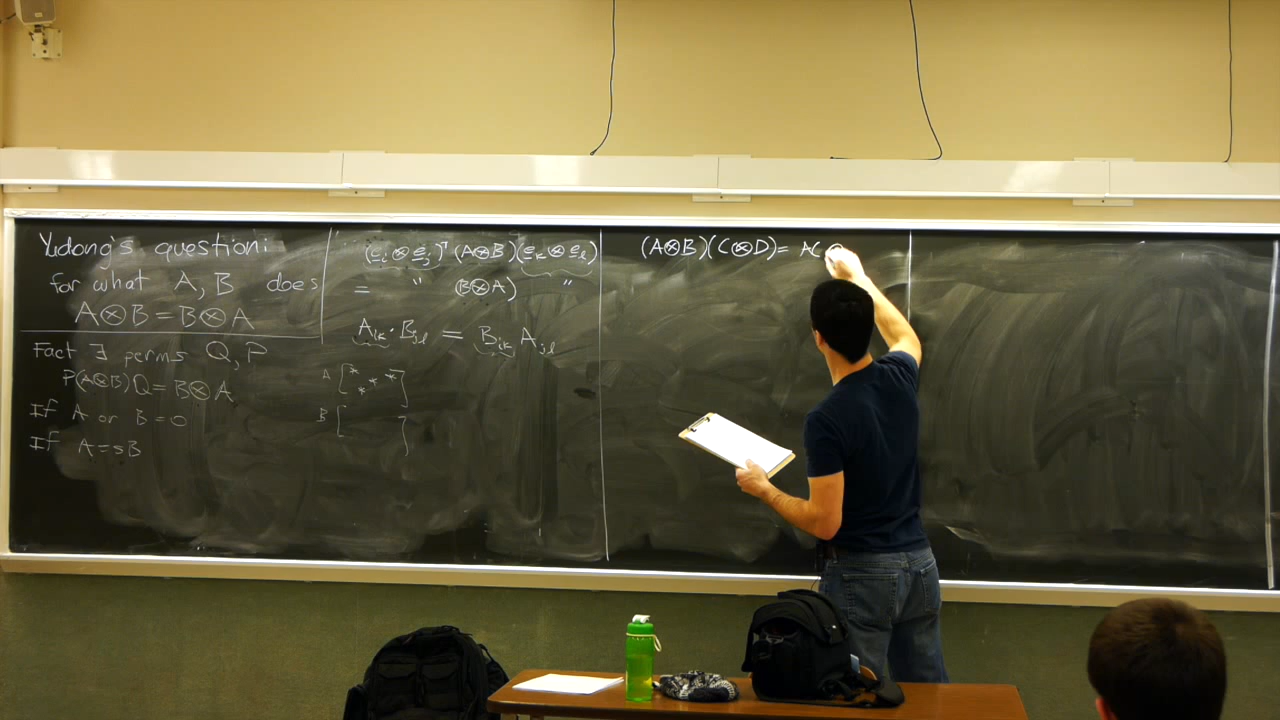 Yudong's question:
for what A, B does
A⊗B = B⊗A
Fact ∃ perms Q, P
P(A⊗B)Q = B⊗A
If A or B = 0
If A = sB
(e_i ⊗ e_j)^T (A⊗B)(e_k ⊗ e_l)
= " (B⊗A) "
A_ik · B_jl = B_ik A_jl
A [* * * *]
B [ ]
(A⊗B)(C⊗D) = AC ⊗